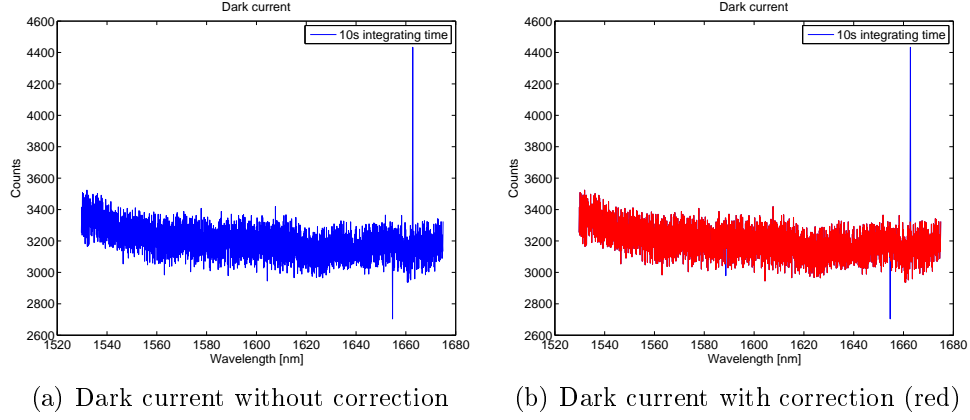 Dark current
10s integrating time
4600
4400
4200
4000
3800
3600
3400
3200
3000
2800
2600
Counts
1520 1540 1560 1580 1600 1620 1640 1660 1680
Wavelength [nm]
(a) Dark current without correction
Dark current
10s integrating time
4600
4400
4200
4000
3800
3600
3400
3200
3000
2800
2600
Counts
1520 1540 1560 1580 1600 1620 1640 1660 1680
Wavelength [nm]
(b) Dark current with correction (red)